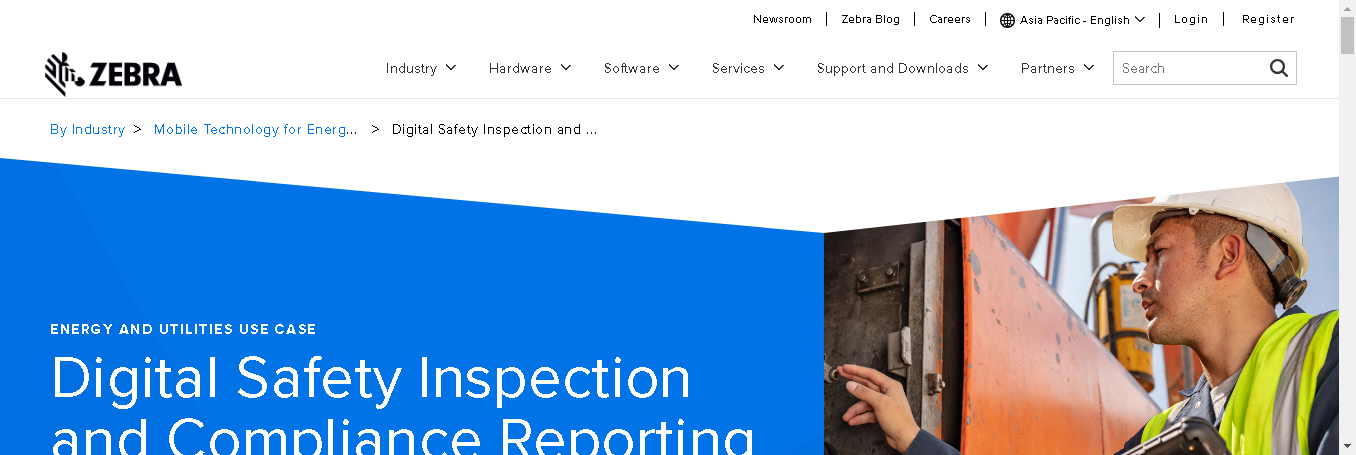 Newsroom Zebra Blog Careers Asia Pacific - English Login Register
ZEBRA Industry Hardware Software Services Support and Downloads Partners Search
By Industry > Mobile Technology for Energ... > Digital Safety Inspection and ...
ENERGY AND UTILITIES USE CASE
Digital Safety Inspection
and Compliance Reporting